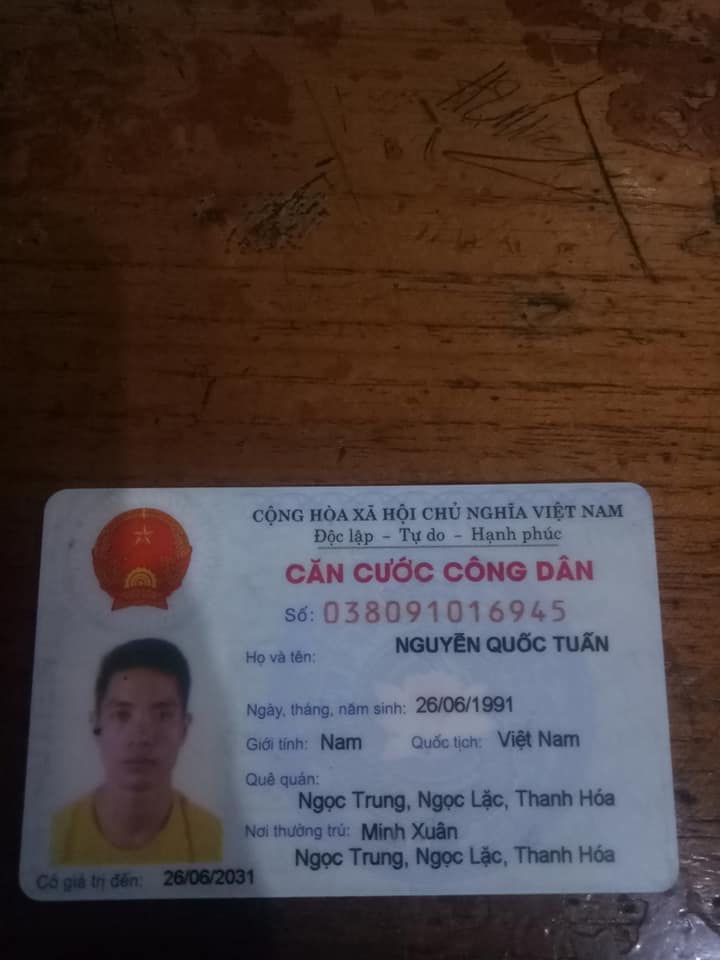 CỘNG HÒA XÃ HỘI CHỦ NGHĨA VIỆT NAM
Độc lập - Tự do - Hạnh phúc
CĂN CƯỚC CÔNG DÂN
Số: 038091016945
Họ và tên: NGUYỄN QUỐC TUẤN
Ngày, tháng, năm sinh: 26/06/1991
Giới tính: Nam Quốc tịch: Việt Nam
Quê quán:
Ngọc Trung, Ngọc Lặc, Thanh Hóa
Nơi thường trú: Minh Xuân
Ngọc Trung, Ngọc Lặc, Thanh Hóa
Có giá trị đến: 26/06/2031